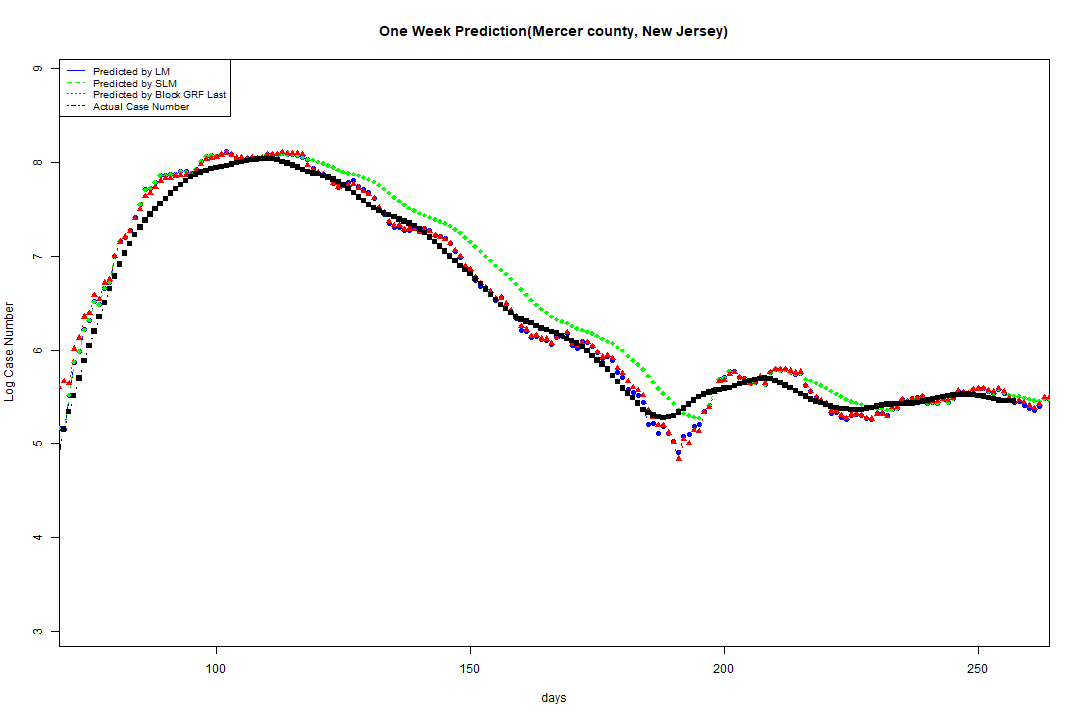 One Week Prediction(Mercer county, New Jersey)
Predicted by LM
Predicted by SLM
Predicted by Block GRF Last
Actual Case Number
9
8
7
6
5
4
3
Log Case Number
100 150 200 250
days